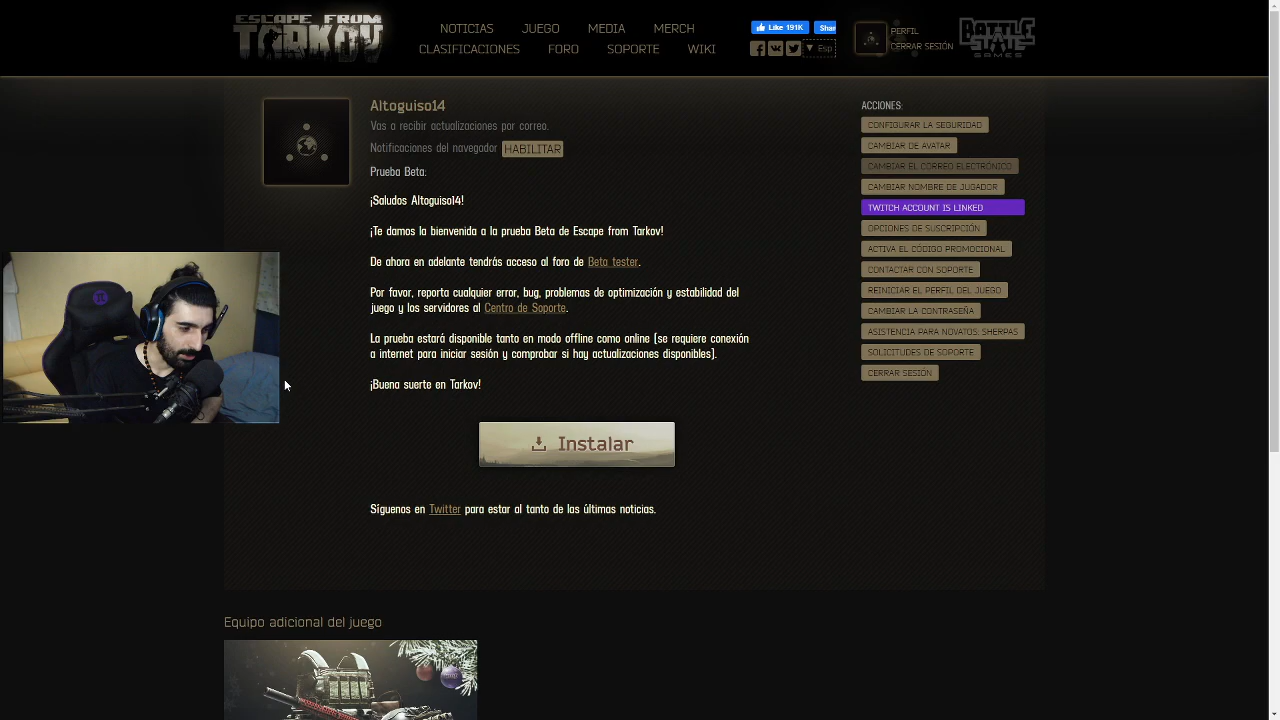 ESCAPE FROM TARKOV
NOTICIAS JUEGO MEDIA MERCH
CLASIFICACIONES FORO SOPORTE WIKI
Like 191K Shar
▼ Esp
PERFIL
CERRAR SESIÓN
BATTLE STATE GAMES
Altoguiso14
Vas a recibir actualizaciones por correo.
Notificaciones del navegador HABILITAR
Prueba Beta:
¡Saludos Altoguiso14!
¡Te damos la bienvenida a la prueba Beta de Escape from Tarkov!
De ahora en adelante tendrás acceso al foro de Beta tester.
Por favor, reporta cualquier error, bug, problemas de optimización y estabilidad del
juego y los servidores al Centro de Soporte.
La prueba estará disponible tanto en modo offline como online (se requiere conexión
a internet para iniciar sesión y comprobar si hay actualizaciones disponibles).
¡Buena suerte en Tarkov!
Instalar
Síguenos en Twitter para estar al tanto de las últimas noticias.
ACCIONES:
CONFIGURAR LA SEGURIDAD
CAMBIAR DE AVATAR
CAMBIAR EL CORREO ELECTRÓNICO
CAMBIAR NOMBRE DE JUGADOR
TWITCH ACCOUNT IS LINKED
OPCIONES DE SUSCRIPCIÓN
ACTIVA EL CÓDIGO PROMOCIONAL
CONTACTAR CON SOPORTE
REINICIAR EL PERFIL DEL JUEGO
CAMBIAR LA CONTRASEÑA
ASISTENCIA PARA NOVATOS: SHERPAS
SOLICITUDES DE SOPORTE
CERRAR SESIÓN
Equipo adicional del juego